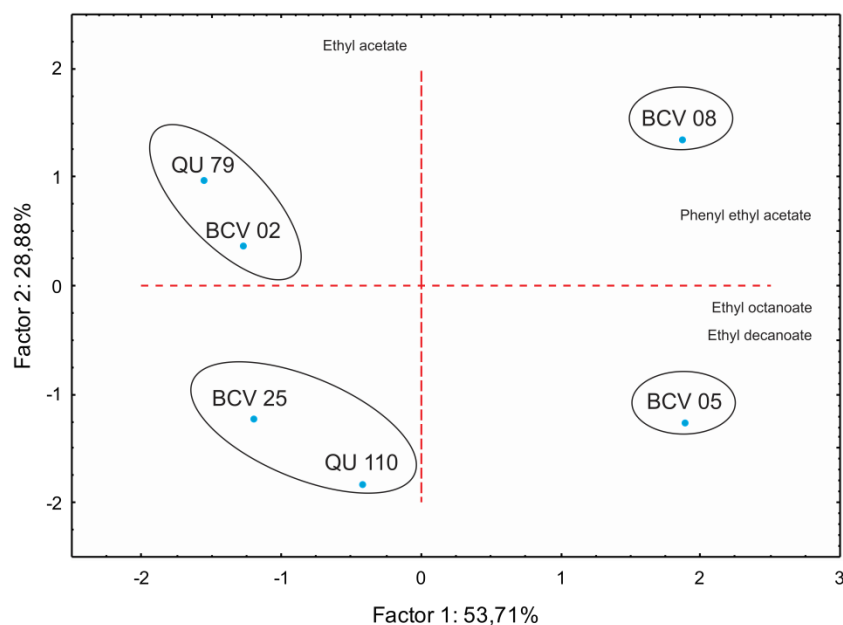 Ethyl acetate
2
BCV 08
QU 79
1
Phenyl ethyl acetate
BCV 02
Factor 2: 28,88%
0
Ethyl octanoate
Ethyl decanoate
-1
BCV 25
BCV 05
QU 110
-2
-2 -1 0 1 2 3
Factor 1: 53,71%